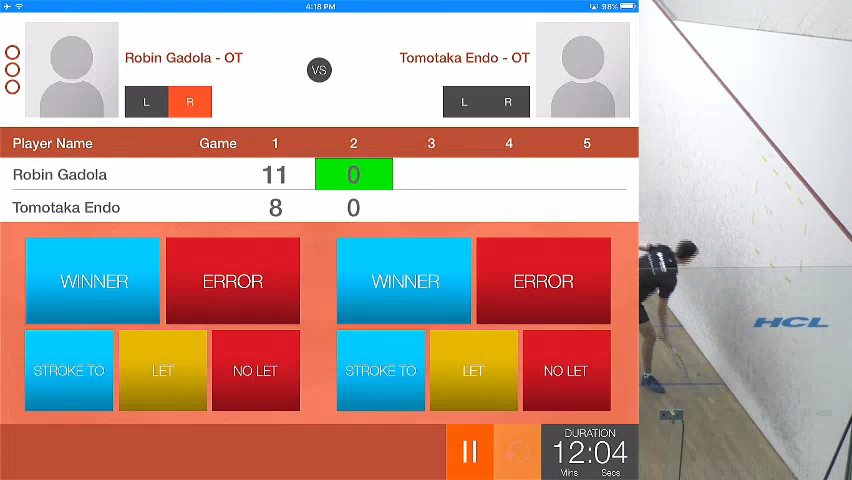 4:18 PM
98%
Robin Gadola - OT
VS
Tomotaka Endo - OT
L R
L R
Player Name Game 1 2 3 4 5
Robin Gadola 11 0
Tomotaka Endo 8 0
WINNER ERROR WINNER ERROR
STROKE TO LET NO LET STROKE TO LET NO LET
DURATION
12:04
Mins Secs
HCL